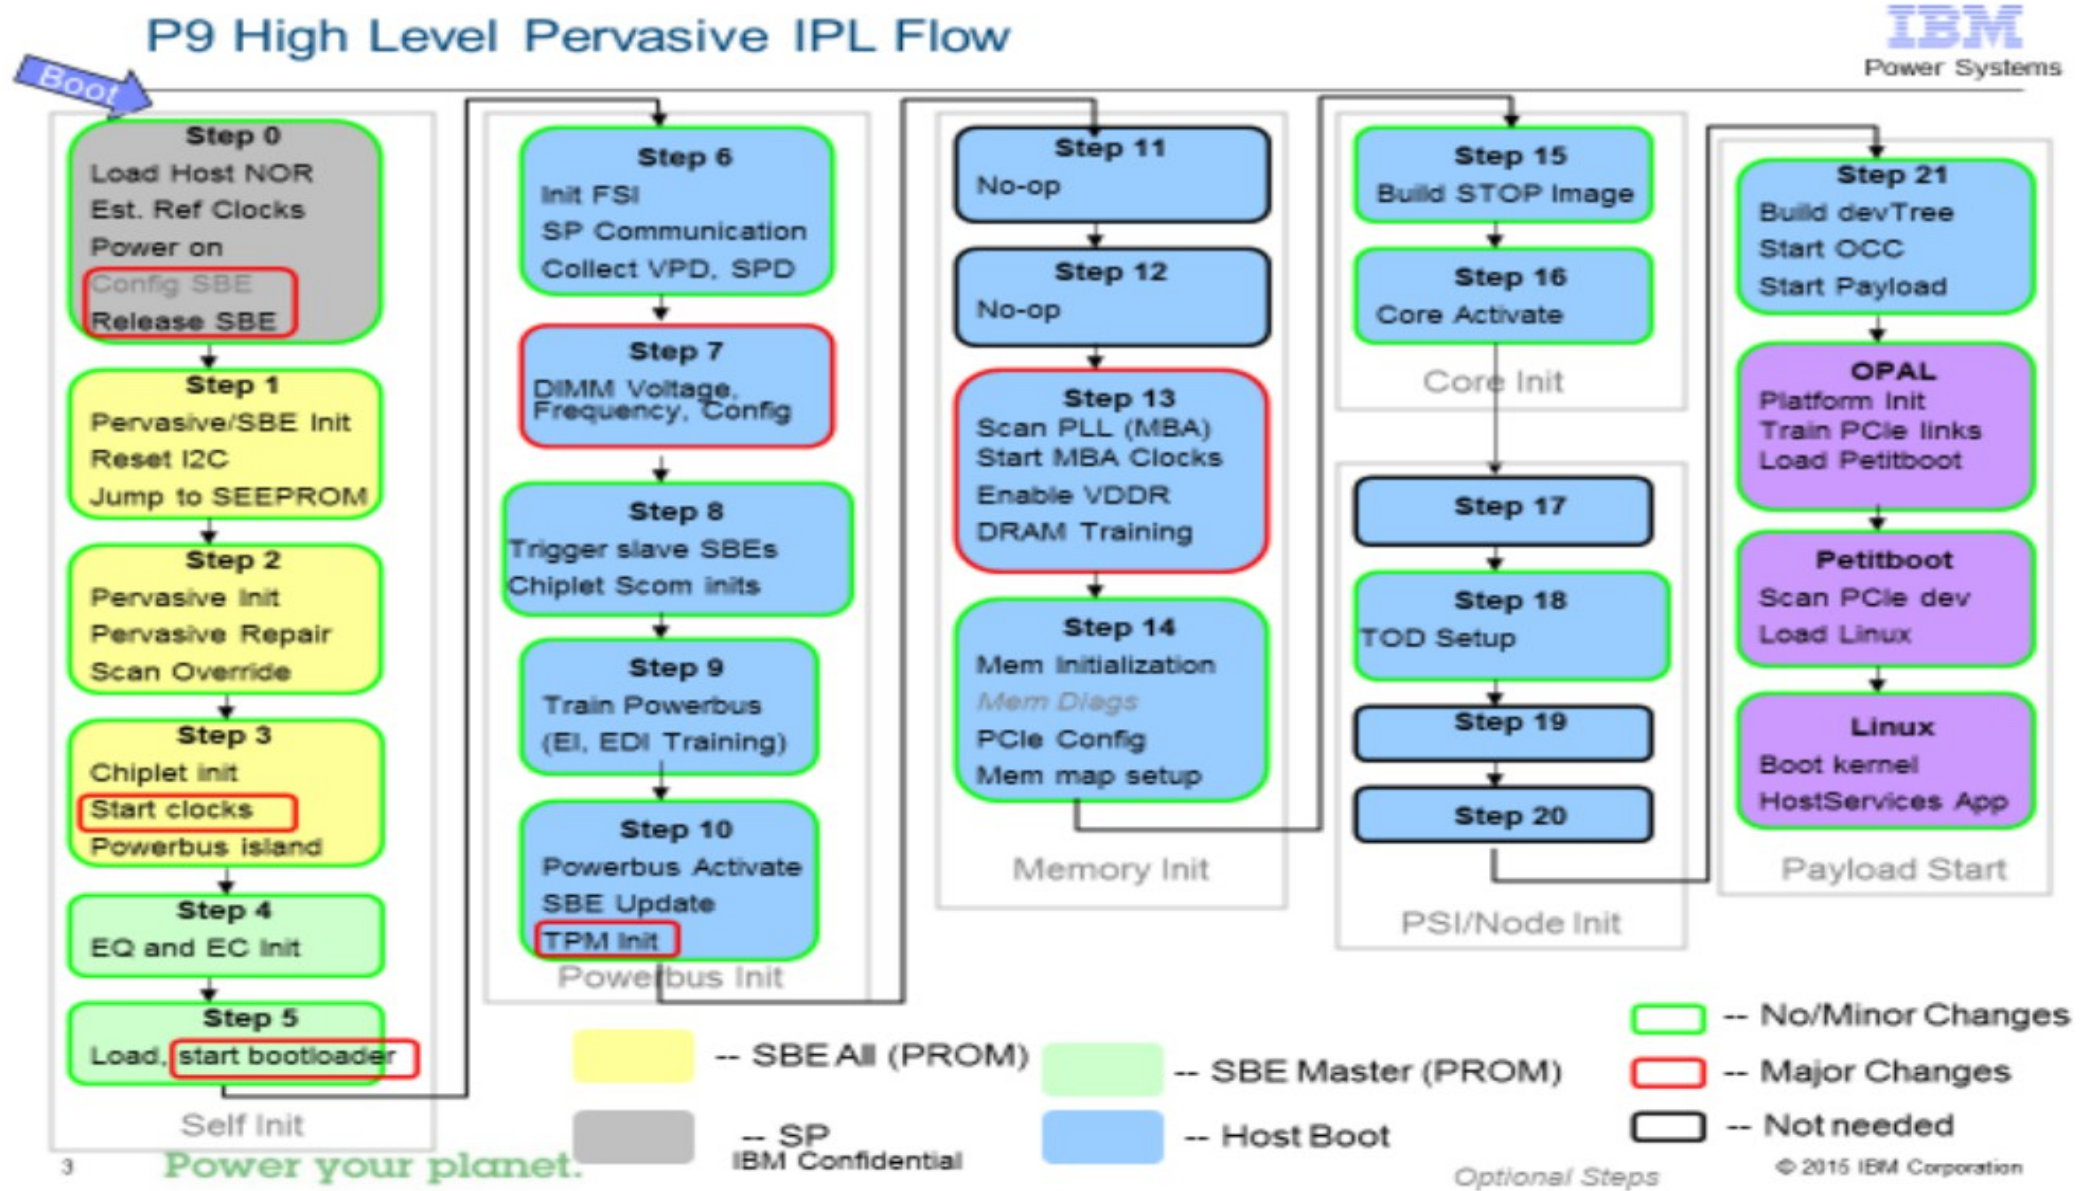 P9 High Level Pervasive IPL Flow
IBM
Power Systems
Boot
Step 0
Load Host NOR
Est. Ref Clocks
Power on
Config SBE
Release SBE
Step 1
Pervasive/SBE Init
Reset I2C
Jump to SEEPROM
Step 2
Pervasive Init
Pervasive Repair
Scan Override
Step 3
Chiplet init
Start clocks
Powerbus island
Step 4
EQ and EC Init
Step 5
Load, start bootloader
Self Init
Step 6
Init FSI
SP Communication
Collect VPD, SPD
Step 7
DIMM Voltage,
Frequency, Config
Step 8
Trigger slave SBEs
Chiplet Scom inits
Step 9
Train Powerbus
(EI, EDI Training)
Step 10
Powerbus Activate
SBE Update
TPM Init
Powerbus Init
Step 11
No-op
Step 12
No-op
Step 13
Scan PLL (MBA)
Start MBA Clocks
Enable VDDR
DRAM Training
Step 14
Mem Initialization
Mem Diags
PCIe Config
Mem map setup
Memory Init
Step 15
Build STOP Image
Step 16
Core Activate
Core Init
Step 17
Step 18
TOD Setup
Step 19
Step 20
PSI/Node Init
Step 21
Build devTree
Start OCC
Start Payload
OPAL
Platform Init
Train PCIe links
Load Petitboot
Petitboot
Scan PCIe dev
Load Linux
Linux
Boot kernel
HostServices App
Payload Start
-- SBE All (PROM)
-- SBE Master (PROM)
-- SP
-- Host Boot
-- No/Minor Changes
-- Major Changes
-- Not needed
3
Power your planet.
IBM Confidential
Optional Steps
© 2015 IBM Corporation